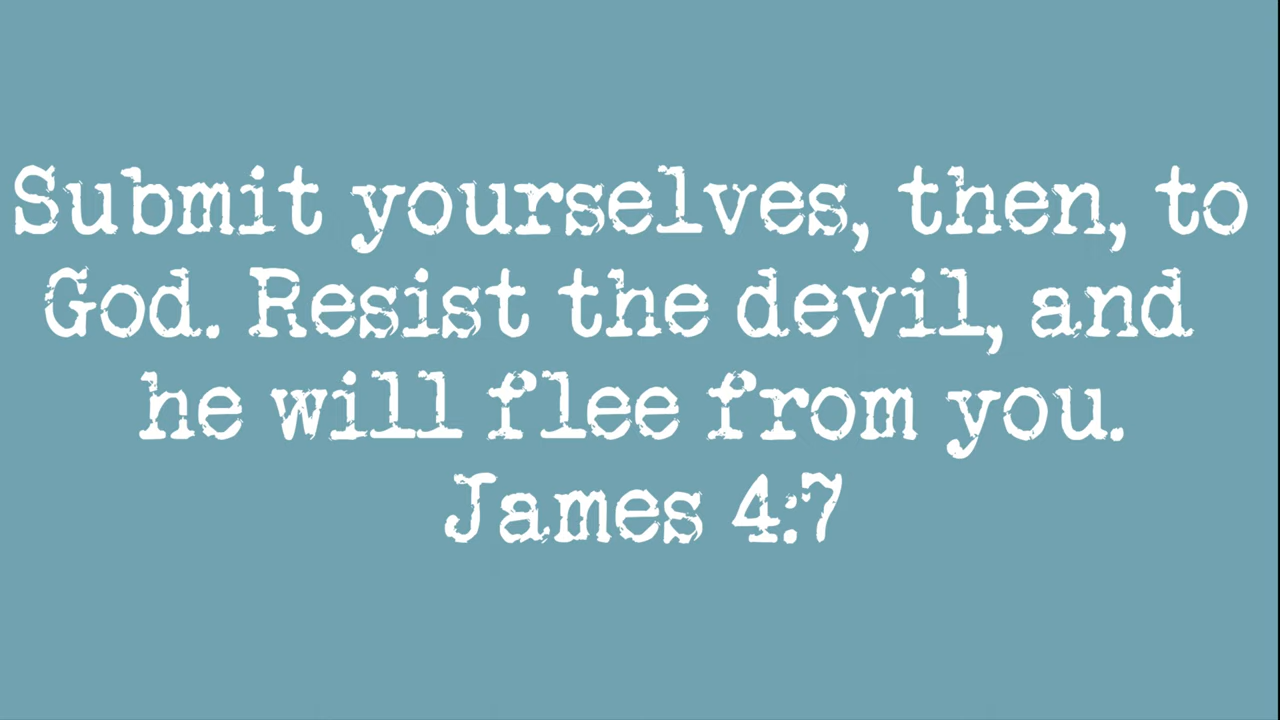 Submit yourselves, then, to
God. Resist the devil, and
he will flee from you.
James 4:7